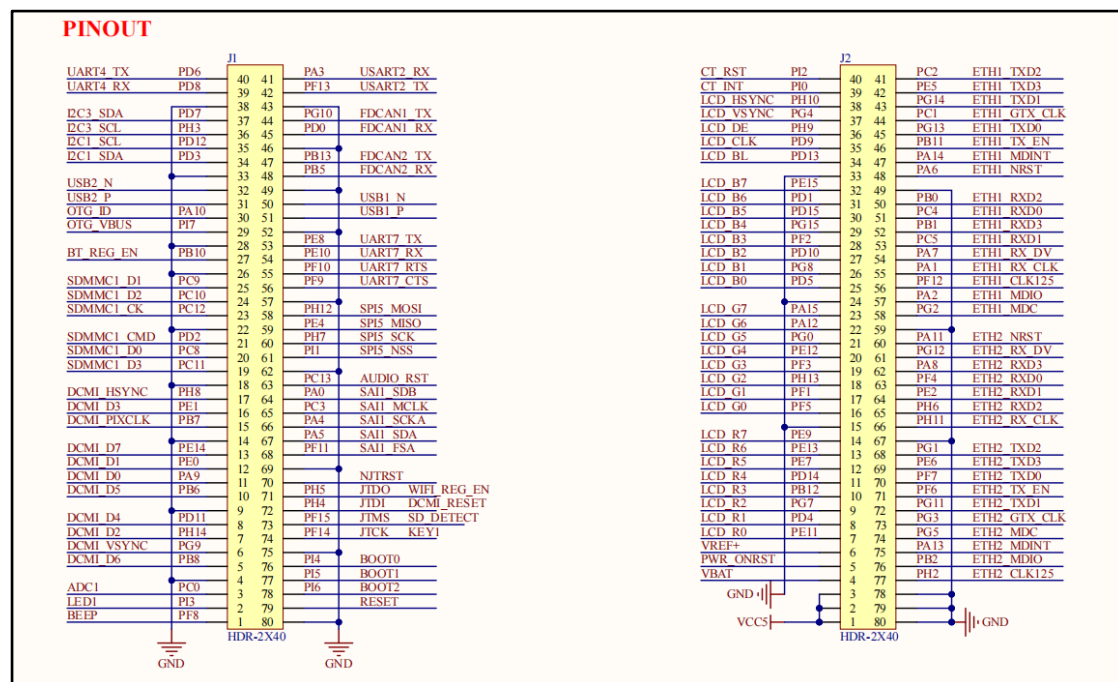 PINOUT
J1
UART4_TX PD6 40 41 PA3 USART2_RX
UART4_RX PD8 39 42 PF13 USART2_TX
38 43
I2C3_SDA PD7 37 44 PG10 FDCAN1_TX
I2C3_SCL PH3 36 45 PD0 FDCAN1_RX
I2C1_SCL PD12 35 46
I2C1_SDA PD3 34 47 PB13 FDCAN2_TX
33 48 PB5 FDCAN2_RX
USB2_N 32 49
USB2_P 31 50 USB1_N
OTG_ID PA10 30 51 USB1_P
OTG_VBUS PI7 29 52
28 53 PE8 UART7_TX
BT_REG_EN PB10 27 54 PE10 UART7_RX
26 55 PF10 UART7_RTS
SDMMC1_D1 PC9 25 56 PF9 UART7_CTS
SDMMC1_D2 PC10 24 57
SDMMC1_CK PC12 23 58 PH12 SPI5_MOSI
22 59 PE4 SPI5_MISO
SDMMC1_CMD PD2 21 60 PH7 SPI5_SCK
SDMMC1_D0 PC8 20 61 PI1 SPI5_NSS
SDMMC1_D3 PC11 19 62
18 63 PC13 AUDIO_RST
DCMI_HSYNC PH8 17 64 PA0 SAI1_SDB
DCMI_D3 PE1 16 65 PC3 SAI1_MCLK
DCMI_PIXCLK PB7 15 66 PA4 SAI1_SCKA
14 67 PA5 SAI1_SDA
DCMI_D7 PE14 13 68 PF11 SAI1_FSA
DCMI_D1 PE0 12 69
DCMI_D0 PA9 11 70 NJTRST
DCMI_D5 PB6 10 71 PH5 JTDO WIFI_REG_EN
9 72 PH4 JTDI DCMI_RESET
DCMI_D4 PD11 8 73 PF15 JTMS SD_DETECT
DCMI_D2 PH14 7 74 PF14 JTCK KEY1
DCMI_VSYNC PG9 6 75
DCMI_D6 PB8 5 76 PI4 BOOT0
4 77 PI5 BOOT1
ADC1 PC0 3 78 PI6 BOOT2
LED1 PI3 2 79 RESET
BEEP PF8 1 80
HDR-2X40
GND GND
J2
CT_RST PI2 40 41 PC2 ETH1_TXD2
CT_INT PI0 39 42 PE5 ETH1_TXD3
LCD_HSYNC PH10 38 43 PG14 ETH1_TXD1
LCD_VSYNC PG4 37 44 PC1 ETH1_GTX_CLK
LCD_DE PH9 36 45 PG13 ETH1_TXD0
LCD_CLK PD9 35 46 PB11 ETH1_TX_EN
LCD_BL PD13 34 47 PA14 ETH1_MDINT
33 48 PA6 ETH1_NRST
LCD_B7 PE15 32 49
LCD_B6 PD1 31 50 PB0 ETH1_RXD2
LCD_B5 PD15 30 51 PC4 ETH1_RXD0
LCD_B4 PG15 29 52 PB1 ETH1_RXD3
LCD_B3 PF2 28 53 PC5 ETH1_RXD1
LCD_B2 PD10 27 54 PA7 ETH1_RX_DV
LCD_B1 PG8 26 55 PA1 ETH1_RX_CLK
LCD_B0 PD5 25 56 PF12 ETH1_CLK125
24 57 PA2 ETH1_MDIO
LCD_G7 PA15 23 58 PG2 ETH1_MDC
LCD_G6 PA12 22 59
LCD_G5 PG0 21 60 PA11 ETH2_NRST
LCD_G4 PE12 20 61 PG12 ETH2_RX_DV
LCD_G3 PF3 19 62 PA8 ETH2_RXD3
LCD_G2 PH13 18 63 PF4 ETH2_RXD0
LCD_G1 PF1 17 64 PE2 ETH2_RXD1
LCD_G0 PF5 16 65 PH6 ETH2_RXD2
15 66 PH11 ETH2_RX_CLK
LCD_R7 PE9 14 67
LCD_R6 PE13 13 68 PG1 ETH2_TXD2
LCD_R5 PE7 12 69 PE6 ETH2_TXD3
LCD_R4 PD14 11 70 PF7 ETH2_TXD0
LCD_R3 PB12 10 71 PF6 ETH2_TX_EN
LCD_R2 PG7 9 72 PG11 ETH2_TXD1
LCD_R1 PD4 8 73 PG3 ETH2_GTX_CLK
LCD_R0 PE11 7 74 PG5 ETH2_MDC
VREF+ 6 75 PA13 ETH2_MDINT
PWR_ONRST 5 76 PB2 ETH2_MDIO
VBAT 4 77 PH2 ETH2_CLK125
GND 3 78
2 79
VCC5 1 80 GND
HDR-2X40